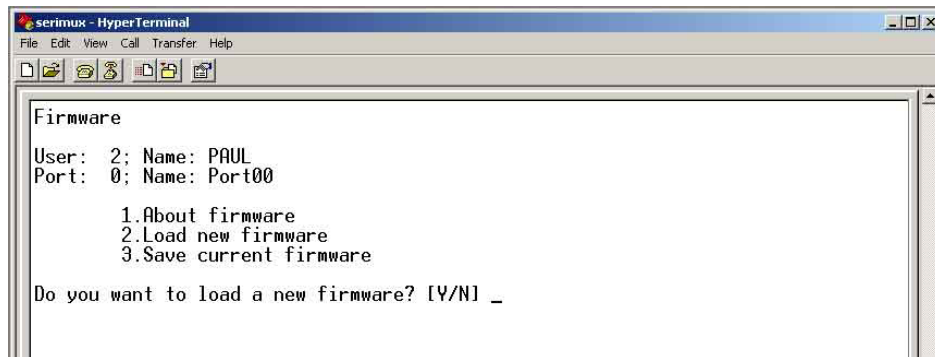 serimux - HyperTerminal
File Edit View Call Transfer Help
Firmware
User: 2; Name: PAUL
Port: 0; Name: Port00
1.About firmware
2.Load new firmware
3.Save current firmware
Do you want to load a new firmware? [Y/N] _